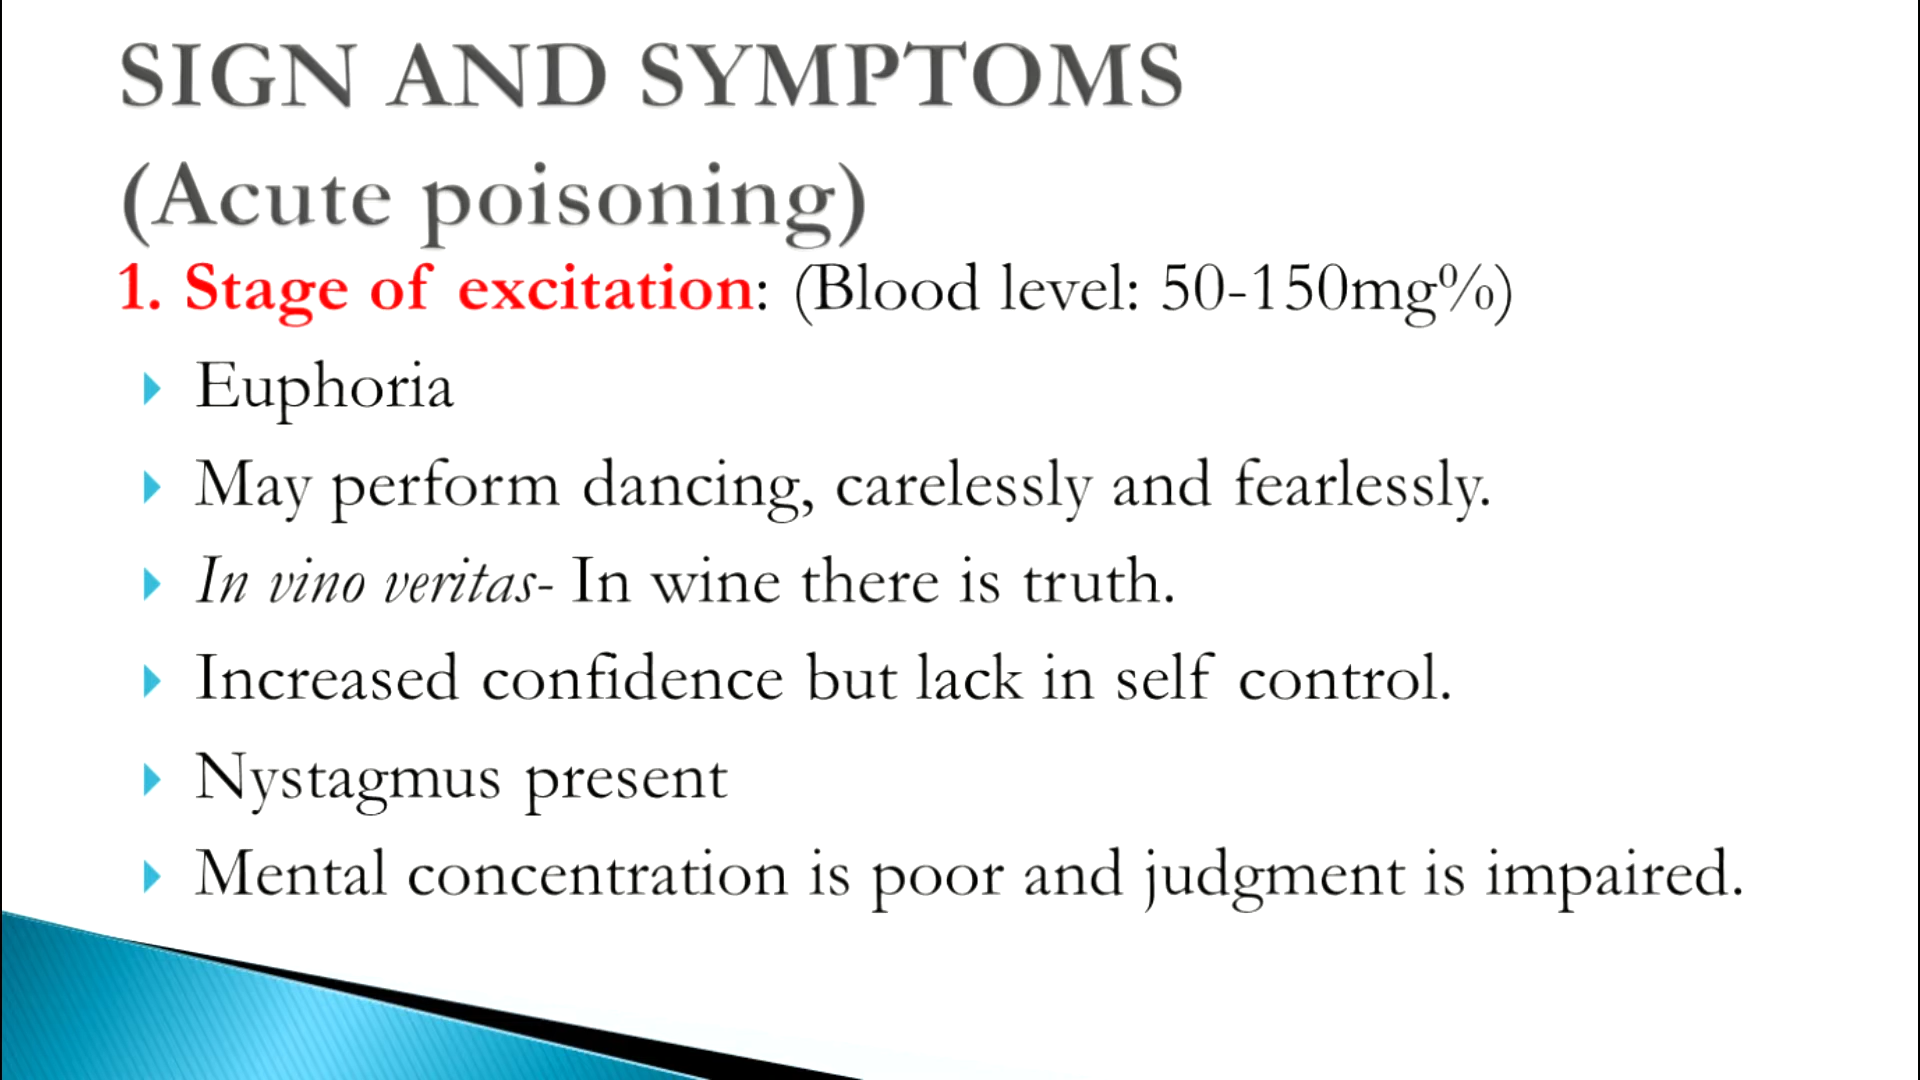 SIGN AND SYMPTOMS
(Acute poisoning)
1. Stage of excitation: (Blood level: 50-150mg%)
Euphoria
May perform dancing, carelessly and fearlessly.
In vino veritas- In wine there is truth.
Increased confidence but lack in self control.
Nystagmus present
Mental concentration is poor and judgment is impaired.